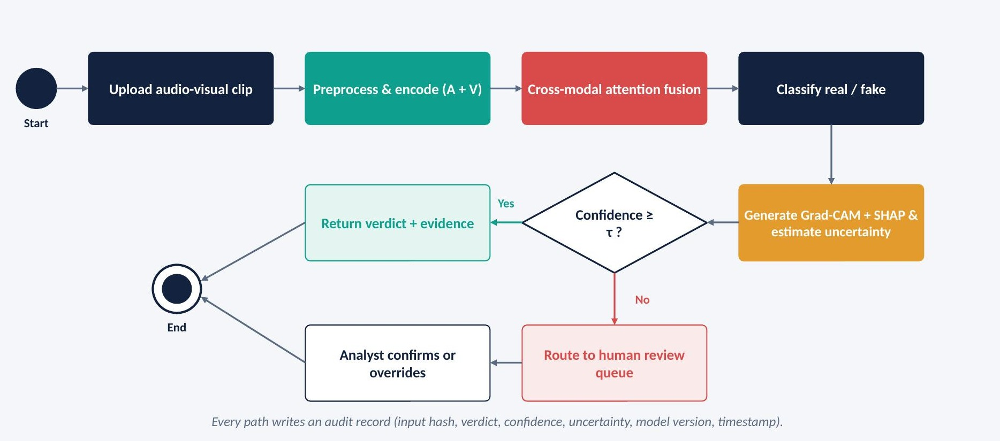 Upload audio-visual clip
Preprocess & encode (A + V)
Cross-modal attention fusion
Classify real / fake
Start
Generate Grad-CAM + SHAP &
estimate uncertainty
Confidence ≥
τ ?
Yes
Return verdict + evidence
No
End
Route to human review
queue
Analyst confirms or
overrides
Every path writes an audit record (input hash, verdict, confidence, uncertainty, model version, timestamp).